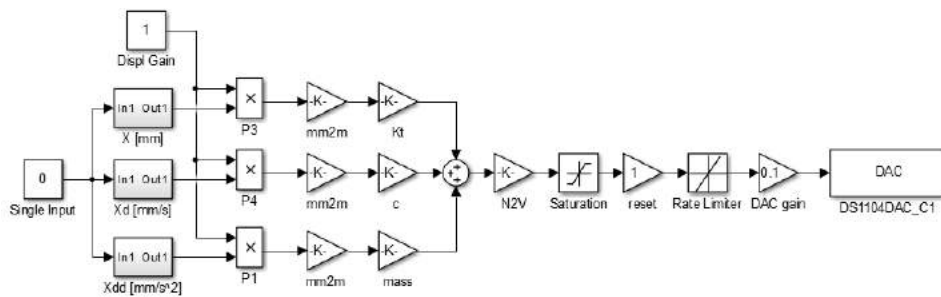 1
Displ Gain
In1 Out1
X [mm]
×
P3
-K-
mm2m
-K-
Kt
0
Single Input
In1 Out1
Xd [mm/s]
×
P4
-K-
mm2m
-K-
c
-K-
N2V
Saturation
1
reset
Rate Limiter
0.1
DAC gain
DAC
DS1104DAC_C1
In1 Out1
Xdd [mm/s^2]
×
P1
-K-
mm2m
-K-
mass